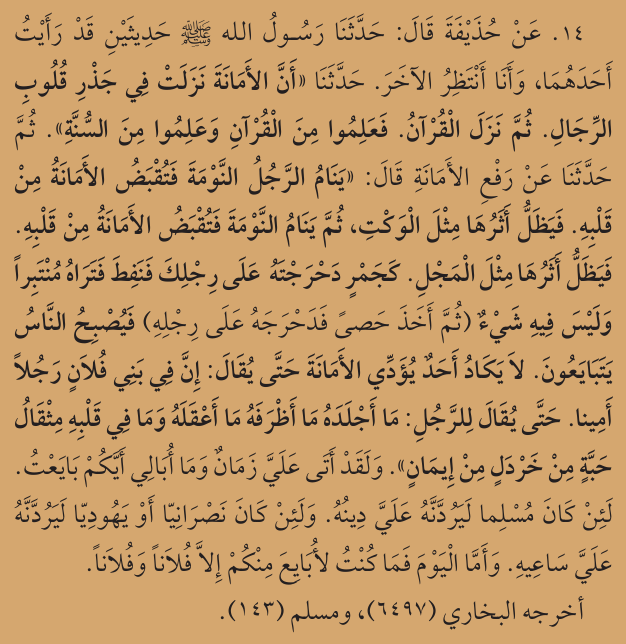 ١٤. عَنْ حُذَيْفَةَ قَالَ: حَدَّثَنَا رَسُولُ الله ﷺ حَدِيثَيْنِ قَدْ رَأَيْتُ
أَحَدَهُمَا، وَأَنَا أَنْتَظِرُ الآخَرَ. حَدَّثَنَا «أَنَّ الأَمَانَةَ نَزَلَتْ فِي جَذْرِ قُلُوبِ
الرِّجَالِ. ثُمَّ نَزَلَ الْقُرْآنُ. فَعَلِمُوا مِنَ الْقُرْآنِ وَعَلِمُوا مِنَ السُّنَّةِ». ثُمَّ
حَدَّثَنَا عَنْ رَفْعِ الأَمَانَةِ قَالَ: «يَنَامُ الرَّجُلُ النَّوْمَةَ فَتُقْبَضُ الأَمَانَةُ مِنْ
قَلْبِهِ. فَيَظَلُّ أَثَرُهَا مِثْلَ الْوَكْتِ، ثُمَّ يَنَامُ النَّوْمَةَ فَتُقْبَضُ الأَمَانَةُ مِنْ قَلْبِهِ.
فَيَظَلُّ أَثَرُهَا مِثْلَ الْمَجْلِ. كَجَمْرٍ دَحْرَجْتَهُ عَلَى رِجْلِكَ فَنَفِطَ فَتَرَاهُ مُنْتَبِراً
وَلَيْسَ فِيهِ شَيْءٌ (ثُمَّ أَخَذَ حَصىً فَدَحْرَجَهُ عَلَى رِجْلِهِ) فَيُصْبِحُ النَّاسُ
يَتَبَايَعُونَ. لاَ يَكَادُ أَحَدٌ يُؤَدِّي الأَمَانَةَ حَتَّى يُقَالَ: إِنَّ فِي بَنِي فُلاَنٍ رَجُلاً
أَمِينا. حَتَّى يُقَالَ لِلرَّجُلِ: مَا أَجْلَدَهُ مَا أَظْرَفَهُ مَا أَعْقَلَهُ وَمَا فِي قَلْبِهِ مِثْقَالُ
حَبَّةٍ مِنْ خَرْدَلٍ مِنْ إِيمَانٍ». وَلَقَدْ أَتَى عَلَيَّ زَمَانٌ وَمَا أُبَالِي أَيَّكُمْ بَايَعْتُ.
لَئِنْ كَانَ مُسْلِما لَيَرُدَّنَّهُ عَلَيَّ دِينُهُ. وَلَئِنْ كَانَ نَصْرَانِيّا أَوْ يَهُودِيّا لَيَرُدَّنَّهُ
عَلَيَّ سَاعِيهِ. وَأَمَّا الْيَوْمَ فَمَا كُنْتُ لأُبَايِعَ مِنْكُمْ إِلاَّ فُلاَناً وَفُلاَناً.
أخرجه البخاري (٦٤٩٧)، ومسلم (١٤٣).